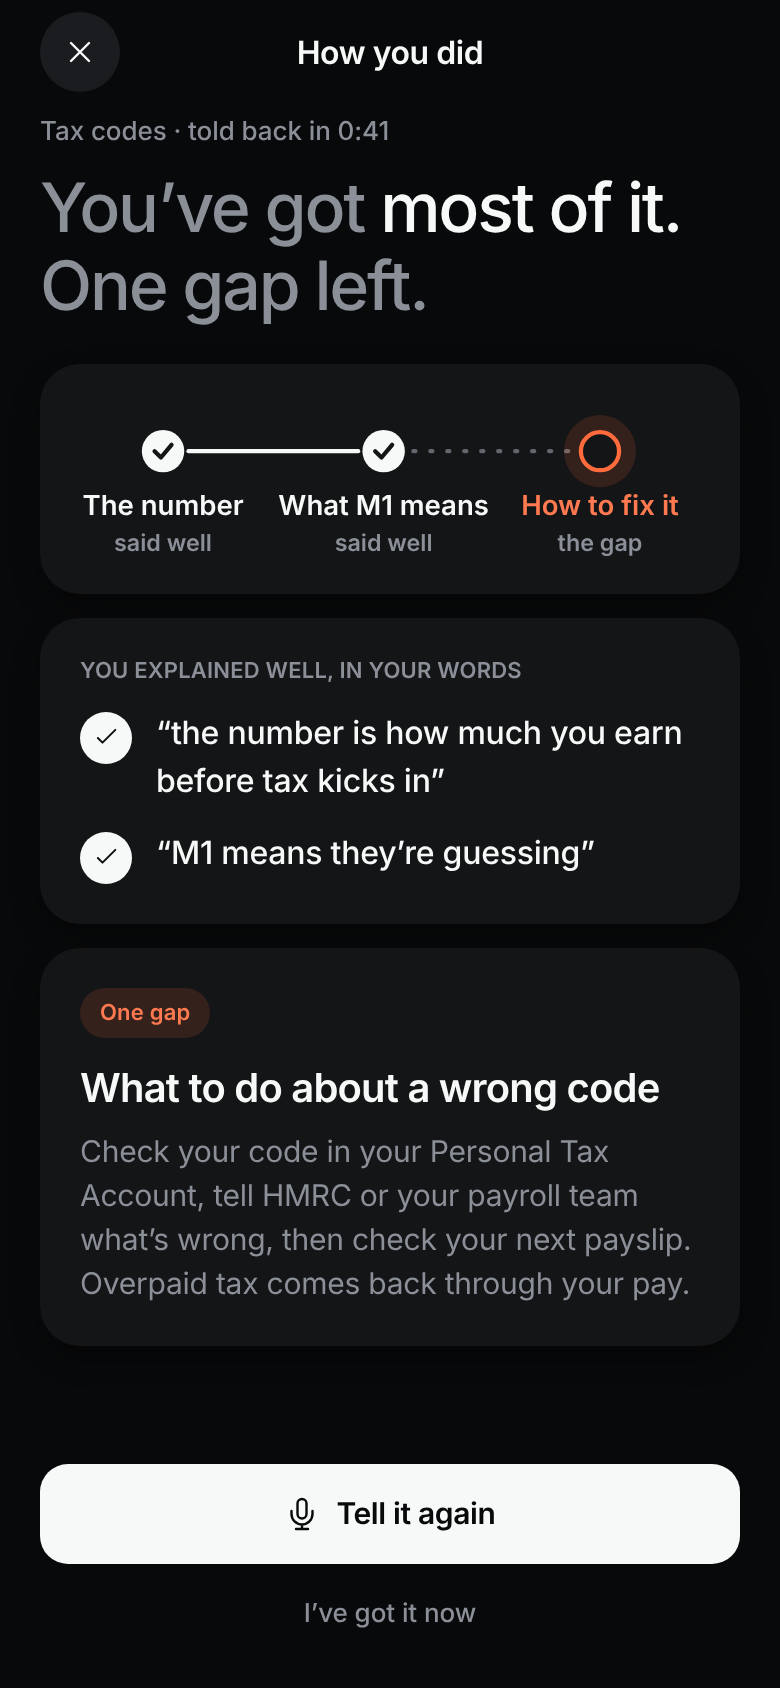 How you did
Tax codes · told back in 0:41
You’ve got most of it.
One gap left.
The number
said well
What M1 means
said well
How to fix it
the gap
YOU EXPLAINED WELL, IN YOUR WORDS
“the number is how much you earn
before tax kicks in”
“M1 means they’re guessing”
One gap
What to do about a wrong code
Check your code in your Personal Tax
Account, tell HMRC or your payroll team
what’s wrong, then check your next payslip.
Overpaid tax comes back through your pay.
Tell it again
I’ve got it now